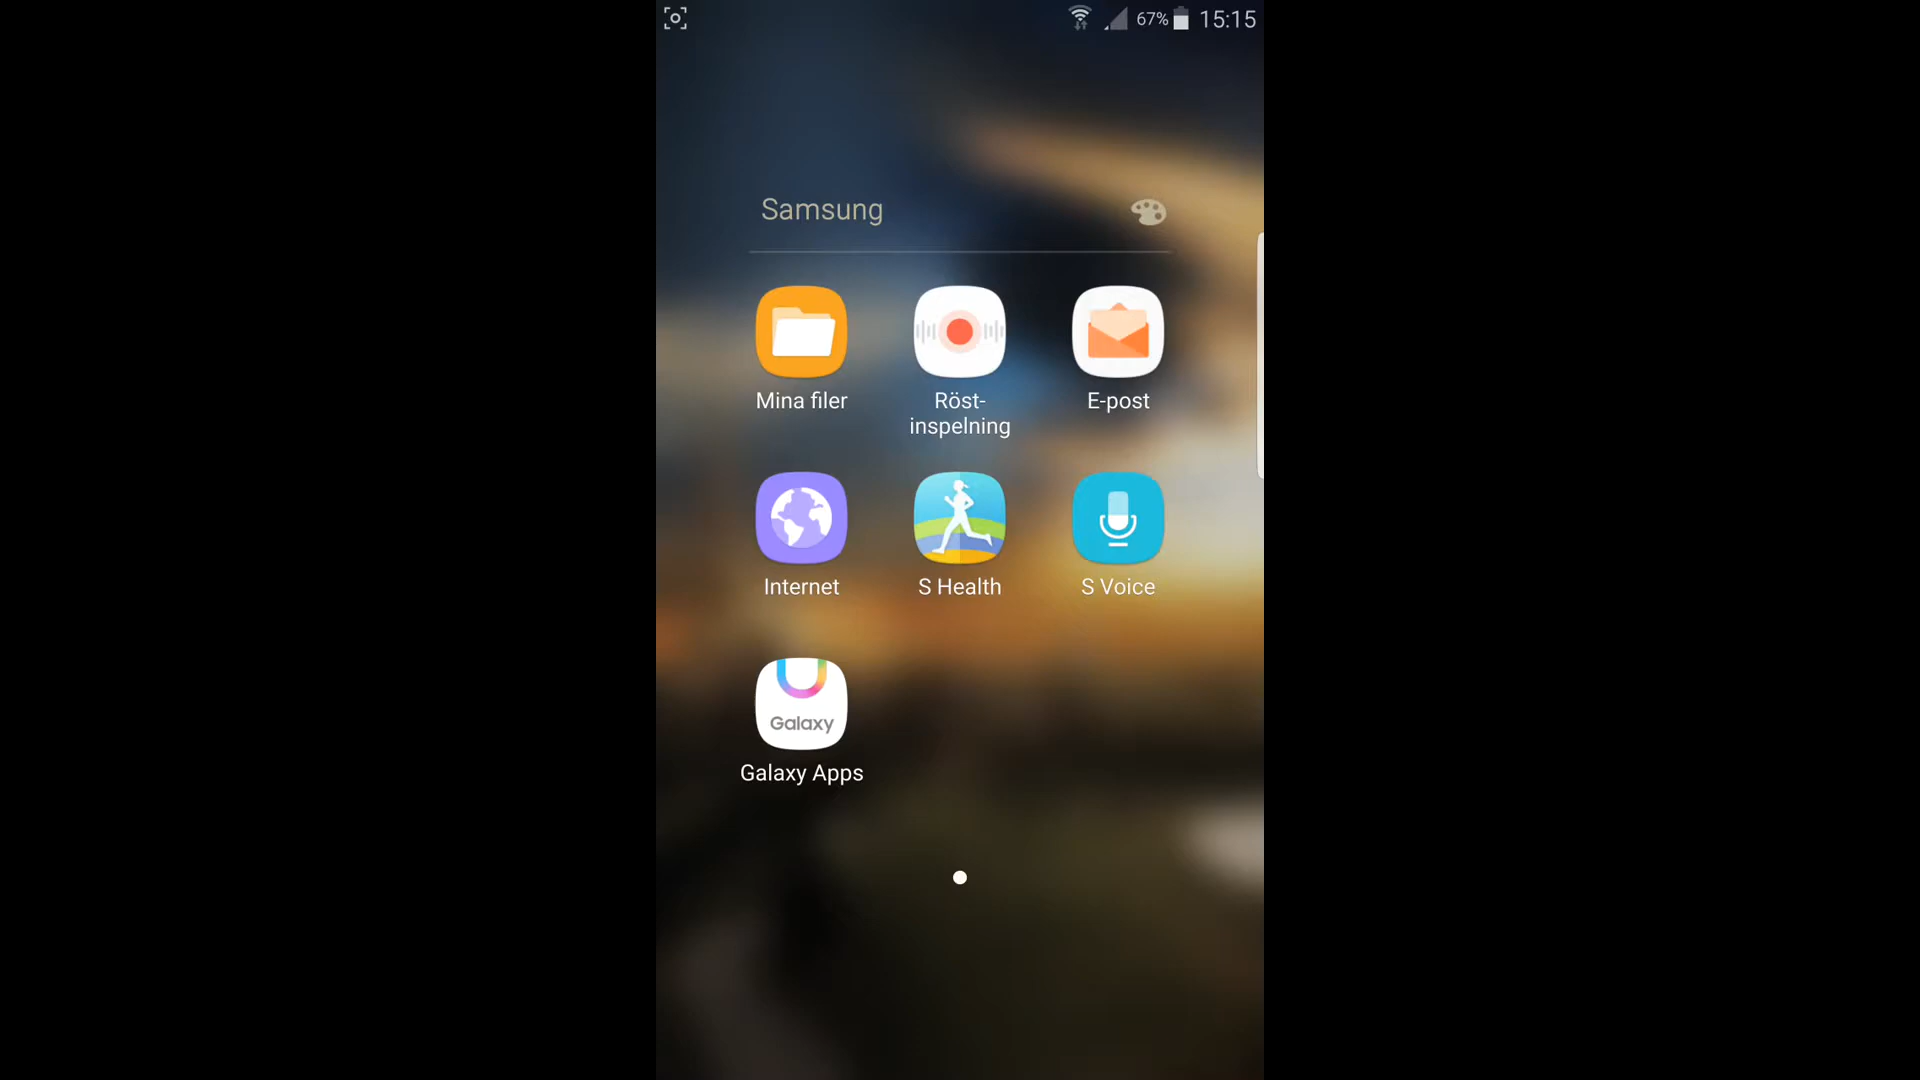 67% 15:15
Samsung
Mina filer
Röst-
inspelning
E-post
Internet
S Health
S Voice
Galaxy
Galaxy Apps